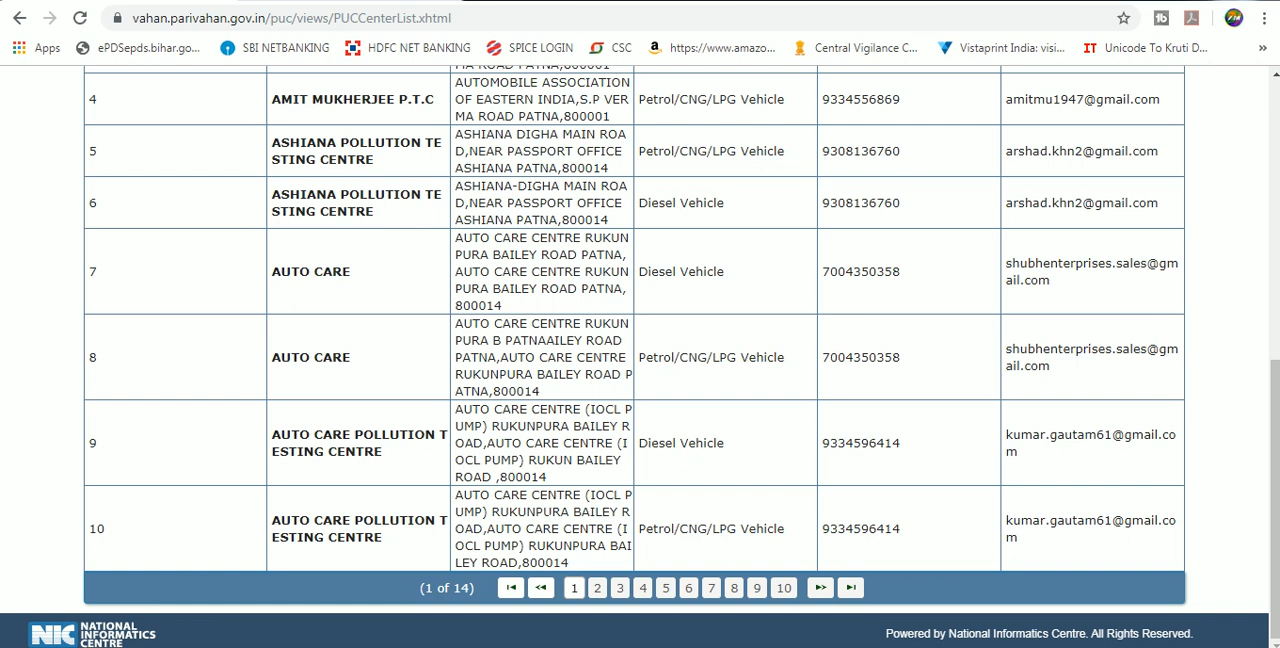 vahan.parivahan.gov.in/puc/views/PUCCenterList.xhtml
Apps ePDSepds.bihar.go... SBI NETBANKING HDFC NET BANKING SPICE LOGIN CSC https://www.amazo... Central Vigilance C... Vistaprint India: visi... IT Unicode To Kruti D... »
MA ROAD PATNA,800001
4
AMIT MUKHERJEE P.T.C
AUTOMOBILE ASSOCIATION
OF EASTERN INDIA,S.P VER
MA ROAD PATNA,800001
Petrol/CNG/LPG Vehicle
9334556869
amitmu1947@gmail.com
5
ASHIANA POLLUTION TE
STING CENTRE
ASHIANA DIGHA MAIN ROA
D,NEAR PASSPORT OFFICE
ASHIANA PATNA,800014
Petrol/CNG/LPG Vehicle
9308136760
arshad.khn2@gmail.com
6
ASHIANA POLLUTION TE
STING CENTRE
ASHIANA-DIGHA MAIN ROA
D,NEAR PASSPORT OFFICE
ASHIANA PATNA,800014
Diesel Vehicle
9308136760
arshad.khn2@gmail.com
7
AUTO CARE
AUTO CARE CENTRE RUKUN
PURA BAILEY ROAD PATNA,
AUTO CARE CENTRE RUKUN
PURA BAILEY ROAD PATNA,
800014
Diesel Vehicle
7004350358
shubhenterprises.sales@gm
ail.com
8
AUTO CARE
AUTO CARE CENTRE RUKUN
PURA B PATNAAILEY ROAD
PATNA,AUTO CARE CENTRE
RUKUNPURA BAILEY ROAD P
ATNA,800014
Petrol/CNG/LPG Vehicle
7004350358
shubhenterprises.sales@gm
ail.com
9
AUTO CARE POLLUTION T
ESTING CENTRE
AUTO CARE CENTRE (IOCL P
UMP) RUKUNPURA BAILEY R
OAD,AUTO CARE CENTRE (I
OCL PUMP) RUKUN BAILEY
ROAD ,800014
Diesel Vehicle
9334596414
kumar.gautam61@gmail.co
m
10
AUTO CARE POLLUTION T
ESTING CENTRE
AUTO CARE CENTRE (IOCL P
UMP) RUKUNPURA BAILEY R
OAD,AUTO CARE CENTRE (I
OCL PUMP) RUKUNPURA BAI
LEY ROAD,800014
Petrol/CNG/LPG Vehicle
9334596414
kumar.gautam61@gmail.co
m
(1 of 14) 1 2 3 4 5 6 7 8 9 10
NIC NATIONAL
INFORMATICS
CENTRE
Powered by National Informatics Centre. All Rights Reserved.